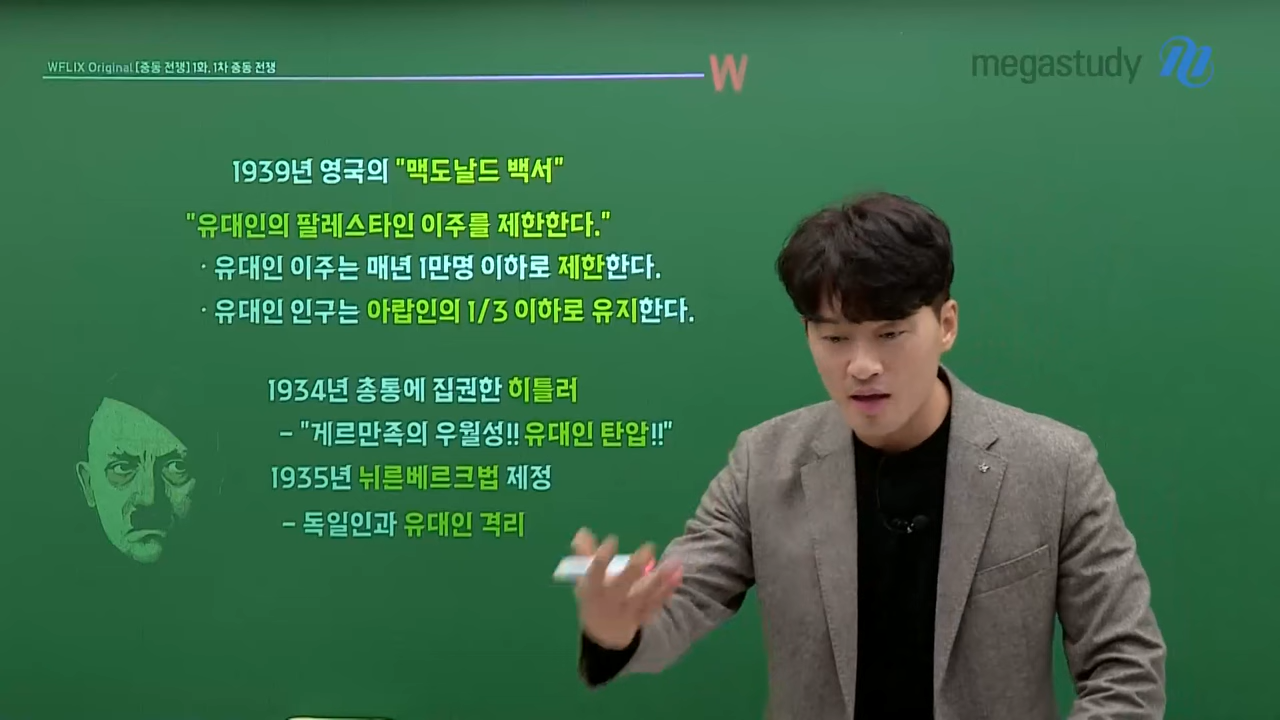 WFLIX Original [중동 전쟁] 1화. 1차 중동 전쟁
W
megastudy
1939년 영국의 "맥도날드 백서"
"유대인의 팔레스타인 이주를 제한한다."
· 유대인 이주는 매년 1만명 이하로 제한한다.
· 유대인 인구는 아랍인의 1/3 이하로 유지한다.
1934년 총통에 집권한 히틀러
- "게르만족의 우월성!! 유대인 탄압!!"
1935년 뉘른베르크법 제정
- 독일인과 유대인 격리